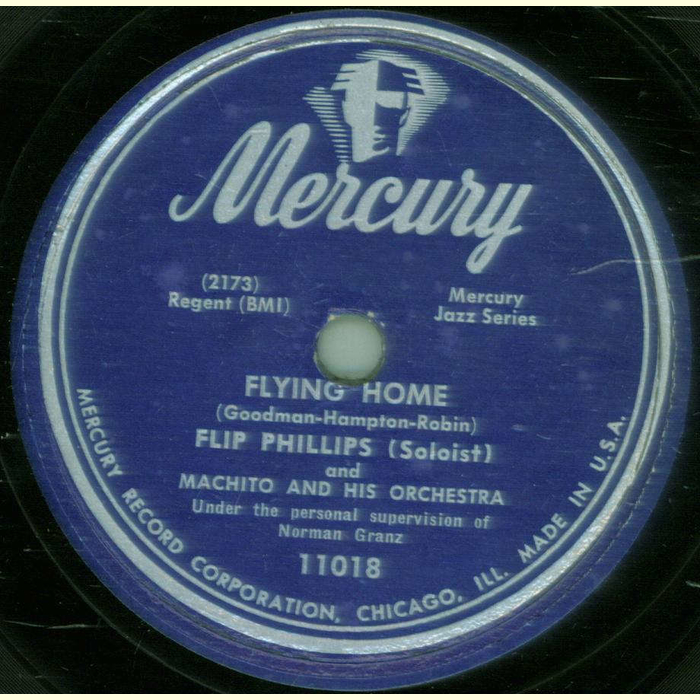 Mercury
(2173)
Regent (BMI)
Mercury
Jazz Series
FLYING HOME
(Goodman-Hampton-Robin)
FLIP PHILLIPS (Soloist)
and
MACHITO AND HIS ORCHESTRA
Under the personal supervision of
Norman Granz
11018
MERCURY RECORD CORPORATION, CHICAGO, ILL. MADE IN U.S.A.